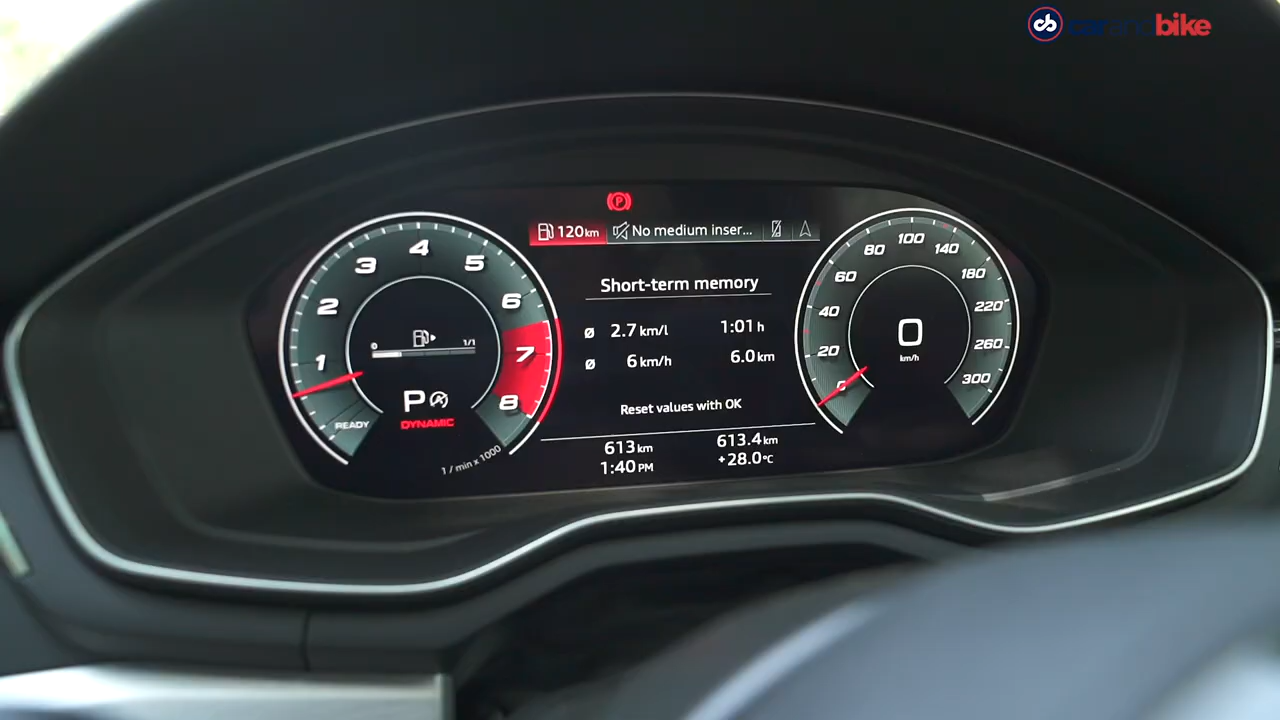 cb carandbike
(P)
120km No medium inser...
1 2 3 4 5 6 7 8
0 1/1
READY
P
DYNAMIC
1 / min x 1000
Short-term memory
ø 2.7 km/l 1:01 h
ø 6 km/h 6.0 km
Reset values with OK
613 km 613.4 km
1:40 PM +28.0 °C
0 20 40 60 80 100 140 180 220 260 300
0
km/h